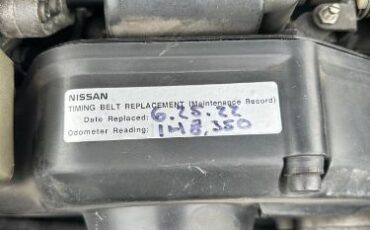 NISSAN
TIMING BELT REPLACEMENT (Maintenance Record)
Date Replaced: 6.25.22
Odometer Reading: 148,350